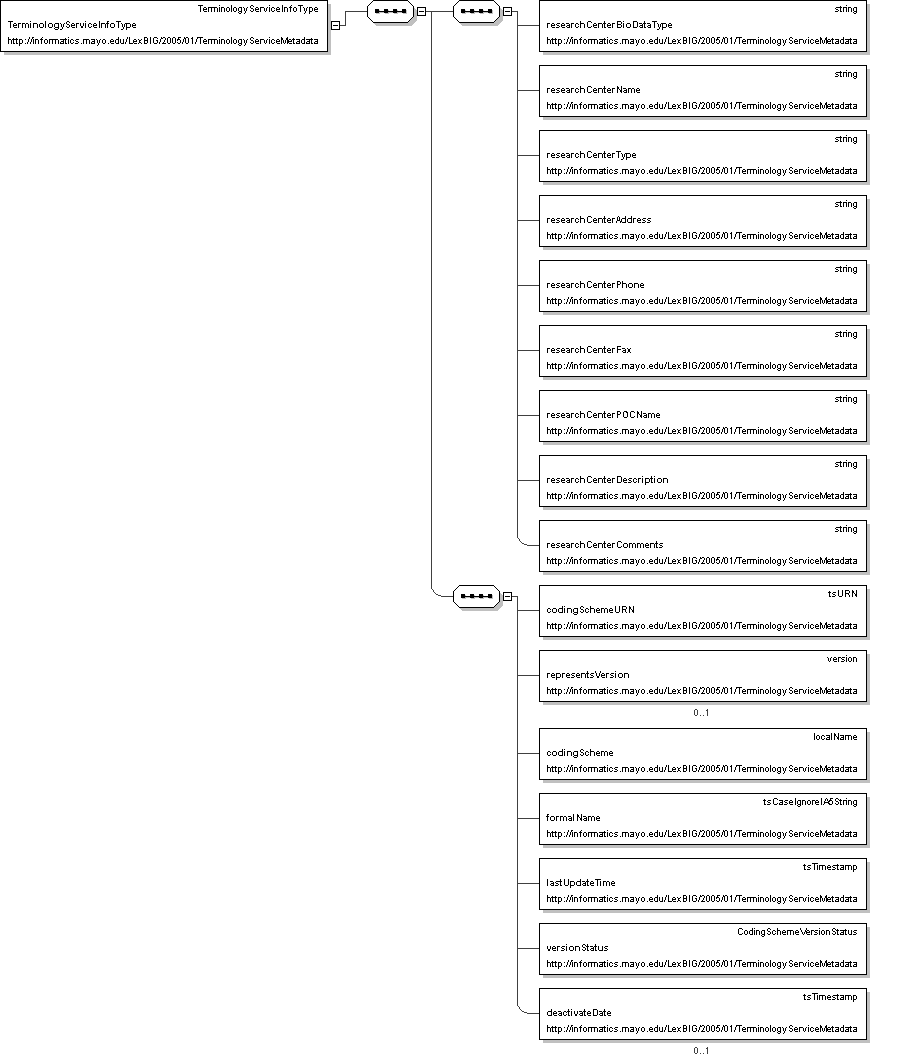 TerminologyServiceInfoType
TerminologyServiceInfoType
http://informatics.mayo.edu/LexBIG/2005/01/TerminologyServiceMetadata
string
researchCenterBioDataType
http://informatics.mayo.edu/LexBIG/2005/01/TerminologyServiceMetadata
string
researchCenterName
http://informatics.mayo.edu/LexBIG/2005/01/TerminologyServiceMetadata
string
researchCenterType
http://informatics.mayo.edu/LexBIG/2005/01/TerminologyServiceMetadata
string
researchCenterAddress
http://informatics.mayo.edu/LexBIG/2005/01/TerminologyServiceMetadata
string
researchCenterPhone
http://informatics.mayo.edu/LexBIG/2005/01/TerminologyServiceMetadata
string
researchCenterFax
http://informatics.mayo.edu/LexBIG/2005/01/TerminologyServiceMetadata
string
researchCenterPOCName
http://informatics.mayo.edu/LexBIG/2005/01/TerminologyServiceMetadata
string
researchCenterDescription
http://informatics.mayo.edu/LexBIG/2005/01/TerminologyServiceMetadata
string
researchCenterComments
http://informatics.mayo.edu/LexBIG/2005/01/TerminologyServiceMetadata
tsURN
codingSchemeURN
http://informatics.mayo.edu/LexBIG/2005/01/TerminologyServiceMetadata
version
representsVersion
http://informatics.mayo.edu/LexBIG/2005/01/TerminologyServiceMetadata
0..1
localName
codingScheme
http://informatics.mayo.edu/LexBIG/2005/01/TerminologyServiceMetadata
tsCaseIgnoreIA5String
formalName
http://informatics.mayo.edu/LexBIG/2005/01/TerminologyServiceMetadata
tsTimestamp
lastUpdateTime
http://informatics.mayo.edu/LexBIG/2005/01/TerminologyServiceMetadata
CodingSchemeVersionStatus
versionStatus
http://informatics.mayo.edu/LexBIG/2005/01/TerminologyServiceMetadata
tsTimestamp
deactivateDate
http://informatics.mayo.edu/LexBIG/2005/01/TerminologyServiceMetadata
0..1